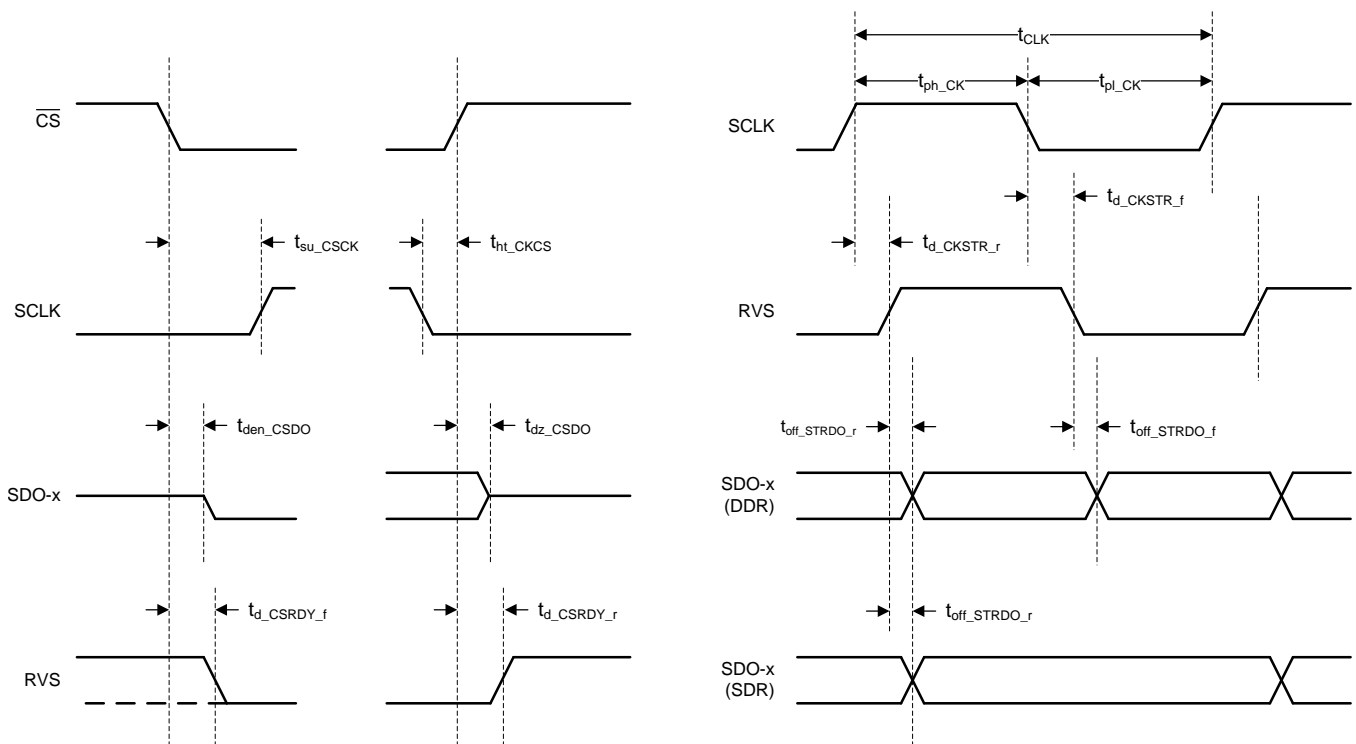 CS
t_su_CSCK
t_ht_CKCS
SCLK
t_den_CSDO
t_dz_CSDO
SDO-x
t_d_CSRDY_f
t_d_CSRDY_r
RVS
t_CLK
t_ph_CK
t_pl_CK
SCLK
t_d_CKSTR_f
t_d_CKSTR_r
RVS
t_off_STRDO_r
t_off_STRDO_f
SDO-x
(DDR)
t_off_STRDO_r
SDO-x
(SDR)